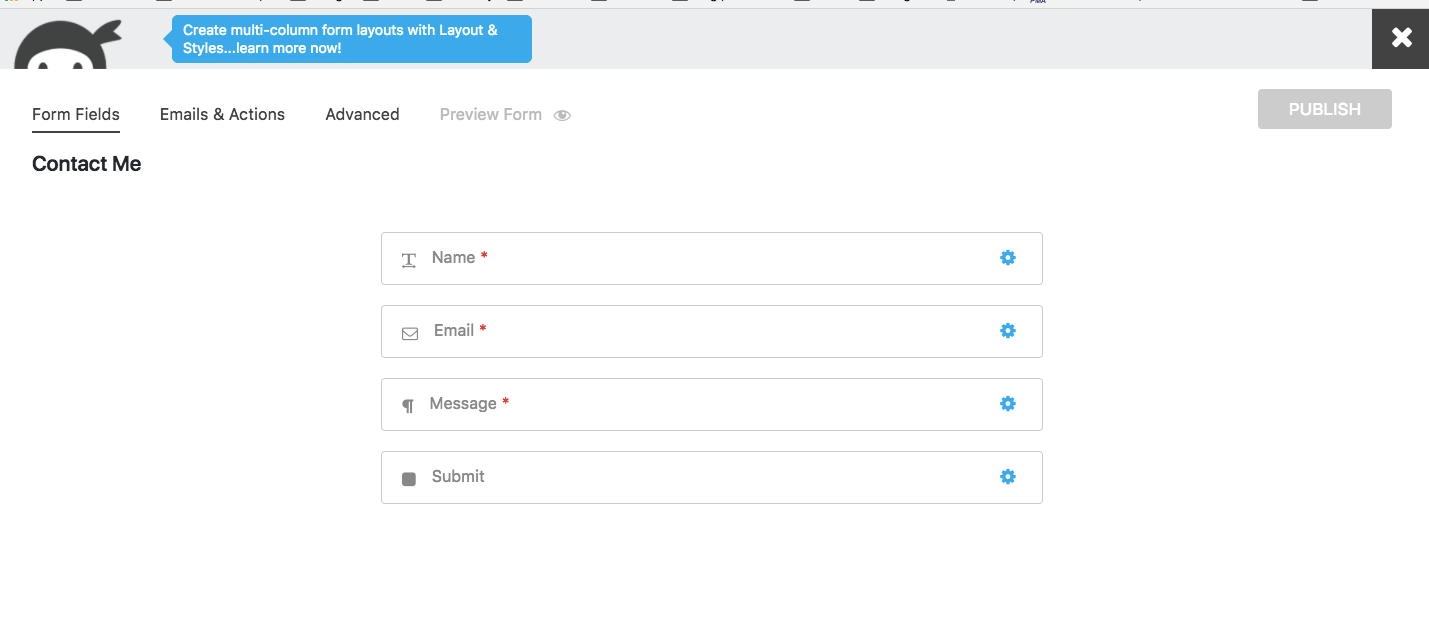 Create multi-column form layouts with Layout &
Styles...learn more now!
Form Fields Emails & Actions Advanced Preview Form PUBLISH
Contact Me
Name *
Email *
Message *
Submit